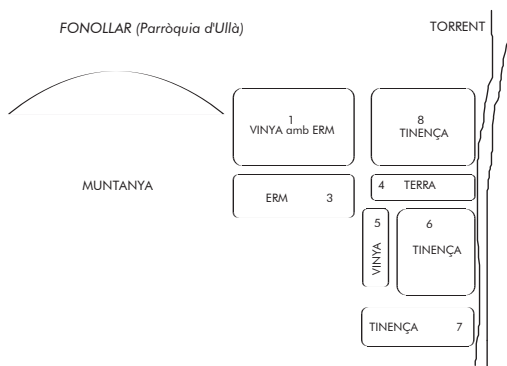 FONOLLAR (Parròquia d'Ullà)
TORRENT
1
VINYA amb ERM
8
TINENÇA
MUNTANYA
ERM 3
4 TERRA
5
VINYA
6
TINENÇA
TINENÇA 7